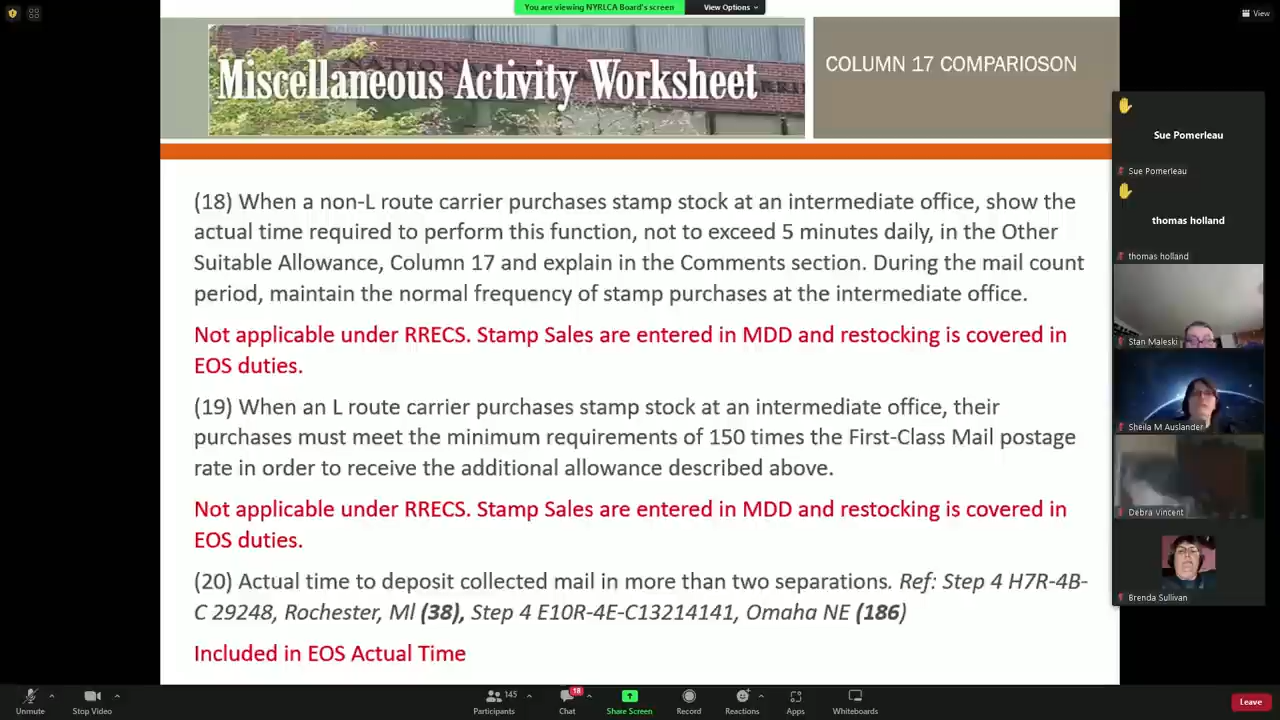 You are viewing NYRLCA Board's screen
View Options
View
Miscellaneous Activity Worksheet
COLUMN 17 COMPARIOSON
(18) When a non-L route carrier purchases stamp stock at an intermediate office, show the
actual time required to perform this function, not to exceed 5 minutes daily, in the Other
Suitable Allowance, Column 17 and explain in the Comments section. During the mail count
period, maintain the normal frequency of stamp purchases at the intermediate office.
Not applicable under RRECS. Stamp Sales are entered in MDD and restocking is covered in
EOS duties.
(19) When an L route carrier purchases stamp stock at an intermediate office, their
purchases must meet the minimum requirements of 150 times the First-Class Mail postage
rate in order to receive the additional allowance described above.
Not applicable under RRECS. Stamp Sales are entered in MDD and restocking is covered in
EOS duties.
(20) Actual time to deposit collected mail in more than two separations. Ref: Step 4 H7R-4B-
C 29248, Rochester, Ml (38), Step 4 E10R-4E-C13214141, Omaha NE (186)
Included in EOS Actual Time
Sue Pomerleau
Sue Pomerleau
thomas holland
thomas holland
Stan Maleski
Sheila M Auslander
Debra Vincent
Brenda Sullivan
Unmute
Stop Video
145
Participants
18
Chat
Share Screen
Record
Reactions
Apps
Whiteboards
Leave